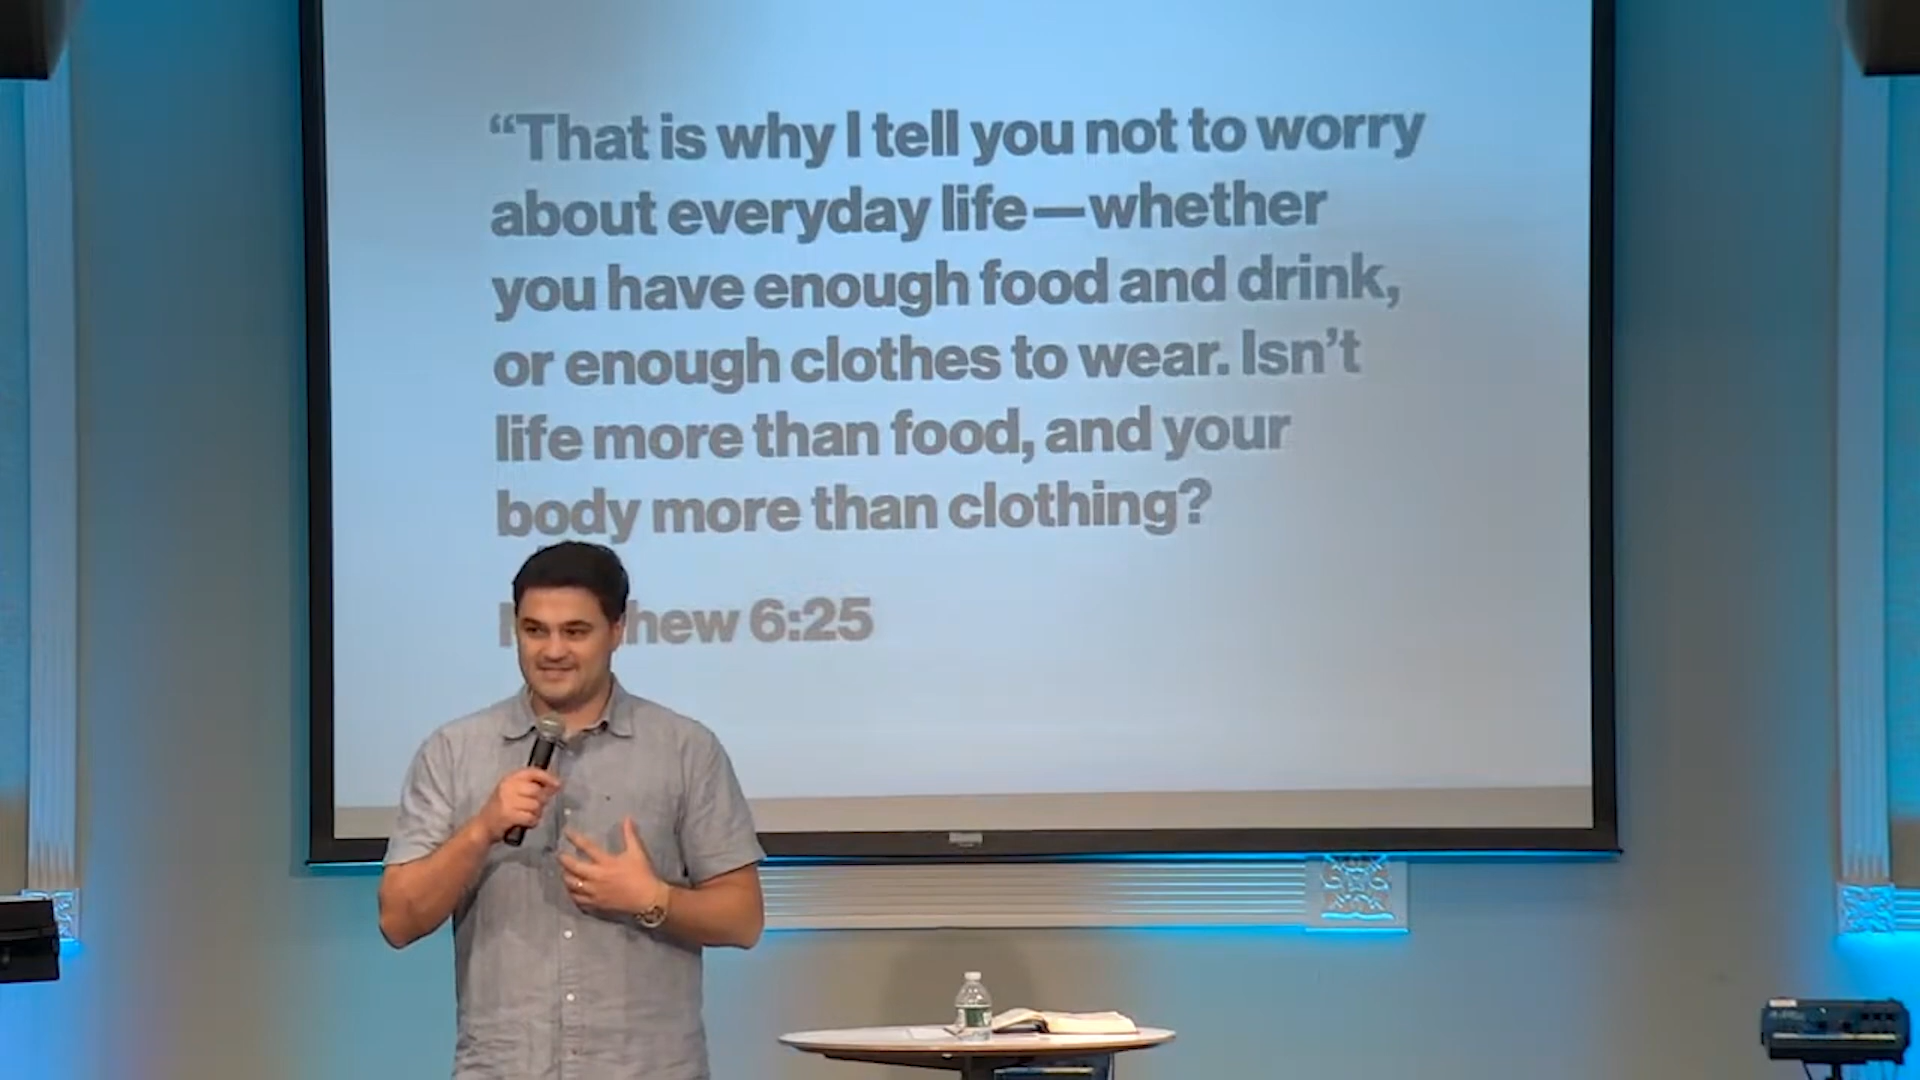 “That is why I tell you not to worry
about everyday life—whether
you have enough food and drink,
or enough clothes to wear. Isn’t
life more than food, and your
body more than clothing?
hew 6:25